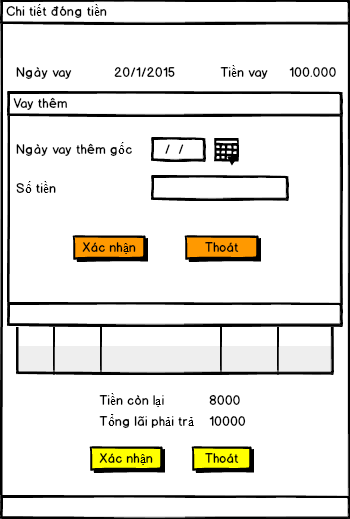 Chi tiết đóng tiền
Ngày vay 20/1/2015 Tiền vay 100.000
Vay thêm
Ngày vay thêm gốc / /
Số tiền
Xác nhận Thoát
Tiền còn lại 8000
Tổng lãi phải trả 10000
Xác nhận Thoát